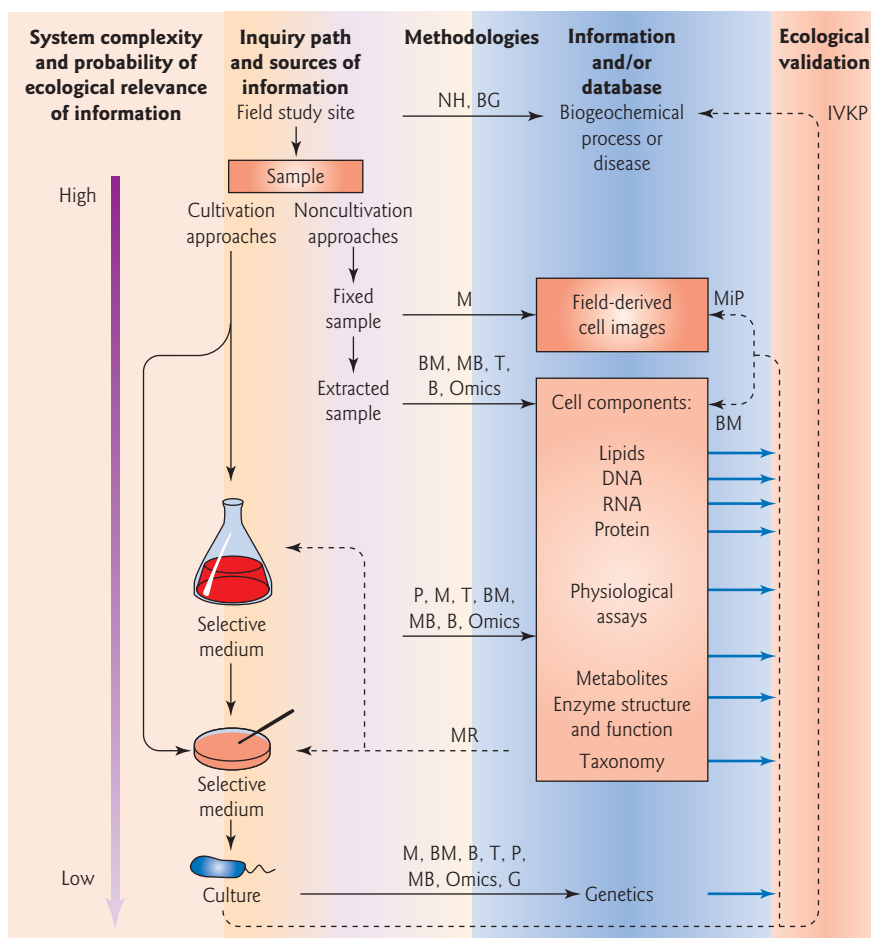 System complexity
and probability of
ecological relevance
of information
Inquiry path
and sources of
information
Methodologies
Information
and/or
database
Ecological
validation
Field study site
NH, BG
Biogeochemical
process or
disease
IVKP
High
Sample
Cultivation
approaches
Noncultivation
approaches
Fixed
sample
M
Field-derived
cell images
MiP
Extracted
sample
BM, MB, T,
B, Omics
Cell components:
BM
Lipids
DNA
RNA
Protein
Selective
medium
P, M, T, BM,
MB, B, Omics
Physiological
assays
Metabolites
Enzyme structure
and function
Taxonomy
MR
Selective
medium
Low
Culture
M, BM, B, T, P,
MB, Omics, G
Genetics